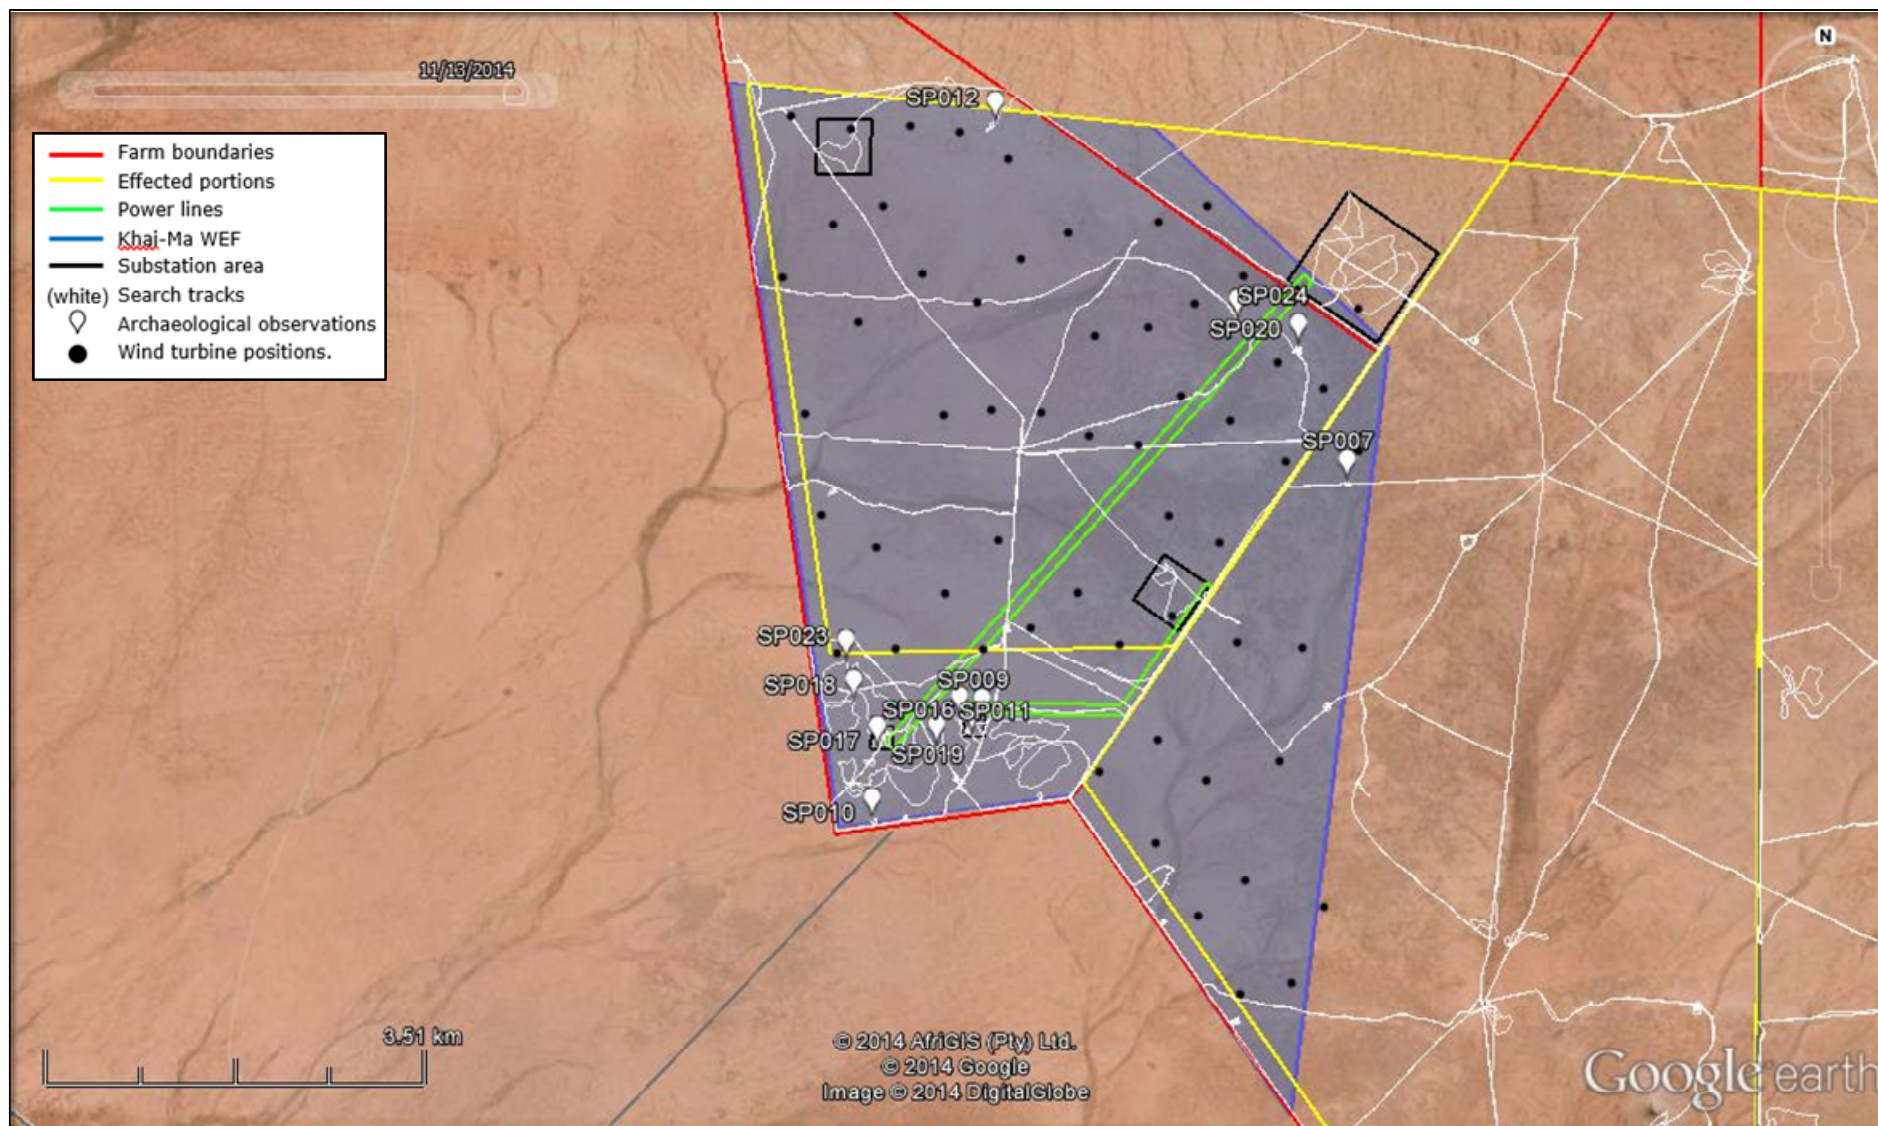 N
11/13/2014
SP012
Farm boundaries
Effected portions
Power lines
Khai-Ma WEF
Substation area
(white) Search tracks
Archaeological observations
Wind turbine positions.
SP024
SP020
SP007
SP023
SP018
SP009
SP016
SP011
SP017
SP019
SP010
3.51 km
© 2014 AfriGIS (Pty) Ltd.
© 2014 Google
Image © 2014 DigitalGlobe
Google earth